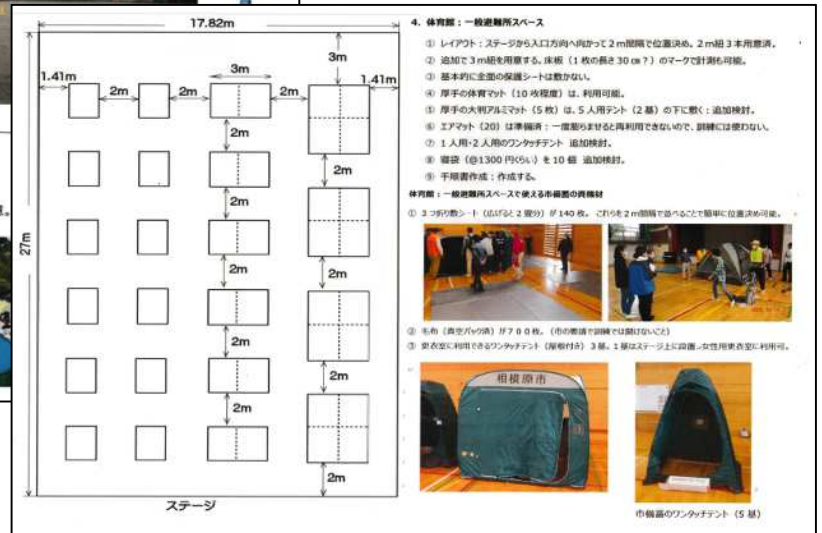 17.82m
3m
3m
1.41m
2m
2m
2m
1.41m
2m
2m
2m
2m
2m
2m
2m
2m
2m
27m
ステージ
4. 体育館：一般避難所スペース
① レイアウト：ステージから入口方向へ向かって2m間隔で位置決め。2m紐3本用意済。
② 追加で3m紐を用意する。床板（1枚の長さ30㎝？）のマークで計測も可能。
③ 基本的に全面の保護シートは敷かない。
④ 厚手の体育マット（10枚程度）は、利用可能。
⑤ 厚手の大判アルミマット（5枚）は、5人用テント（2基）の下に敷く：追加検討。
⑥ エアマット（20）は準備済：一度膨らませると再利用できないので、訓練には使わない。
⑦ 1人用・2人用のワンタッチテント 追加検討。
⑧ 寝袋（@1300円くらい）を10個 追加検討。
⑨ 手順書作成：作成する。
体育館：一般避難所スペースで使える市備蓄の資機材
① 3つ折り敷シート（広げると2畳分）が140枚。これらを2m間隔で並べることで簡単に位置決め可能。
② 毛布（真空パック済）が700枚。（市の要請で訓練では開けないこと）
③ 更衣室に利用できるワンタッチテント（屋根付き）3基。1基はステージ上に設置し女性用更衣室に利用可。
相模原市
市備蓄のワンタッチテント（5基）